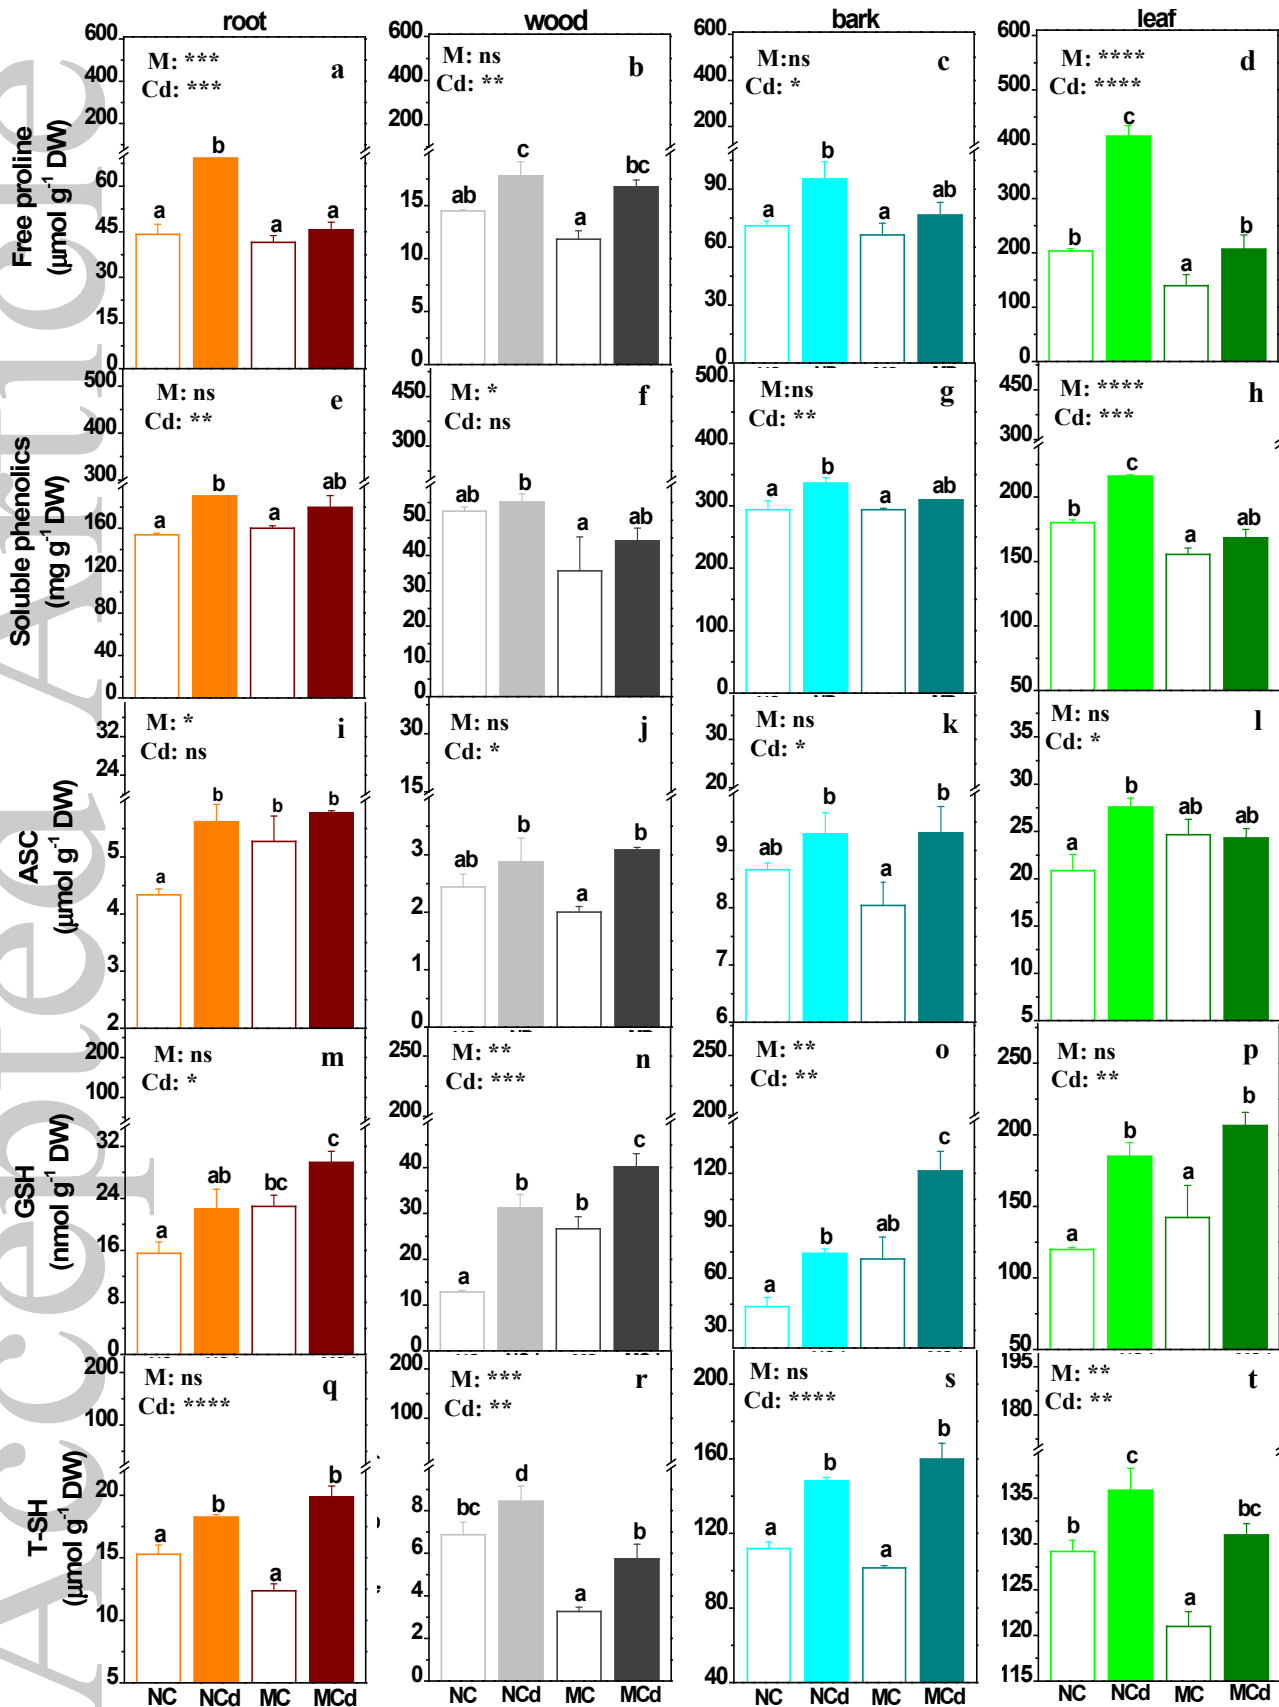 root wood bark leaf
Free proline
(µmol g⁻¹ DW)
600
400
200
60
45
30
15
0
M: ***
Cd: ***
a
a b a a
600
400
200
15
10
5
0
M: ns
Cd: **
b
ab c a bc
600
400
200
90
60
30
0
M:ns
Cd: *
c
a b a ab
600
500
400
300
200
100
0
M: ****
Cd: ****
d
b c a b
Soluble phenolics
(mg g⁻¹ DW)
500
400
300
160
120
80
40
0
M: ns
Cd: **
e
a b a ab
450
300
50
40
30
20
10
0
M: *
Cd: ns
f
ab b a ab
500
400
300
200
100
0
M:ns
Cd: **
g
a b a ab
450
300
200
150
100
50
M: ****
Cd: ***
h
b c a ab
ASC
(µmol g⁻¹ DW)
32
24
5
4
3
2
M: *
Cd: ns
i
a b b b
30
15
3
2
1
0
M: ns
Cd: *
j
ab b a b
30
20
9
8
7
6
M: ns
Cd: *
k
ab b a b
35
30
25
20
15
10
5
M: ns
Cd: *
l
a b ab ab
GSH
(nmol g⁻¹ DW)
200
100
32
24
16
8
0
M: ns
Cd: *
m
a ab bc c
250
200
40
30
20
10
0
M: **
Cd: ***
n
a b b c
250
200
120
90
60
30
M: **
Cd: **
o
a b ab c
250
200
150
100
50
M: ns
Cd: **
p
a b a b
T-SH
(µmol g⁻¹ DW)
200
100
20
15
10
5
M: ns
Cd: ****
q
a b a b
200
100
8
6
4
2
0
M: ***
Cd: **
r
bc d a b
200
160
120
80
40
M: ns
Cd: ****
s
a b a b
195
180
135
130
125
120
115
M: **
Cd: **
t
b c a bc
NC NCd MC MCd NC NCd MC MCd NC NCd MC MCd NC NCd MC MCd
Accepted Article